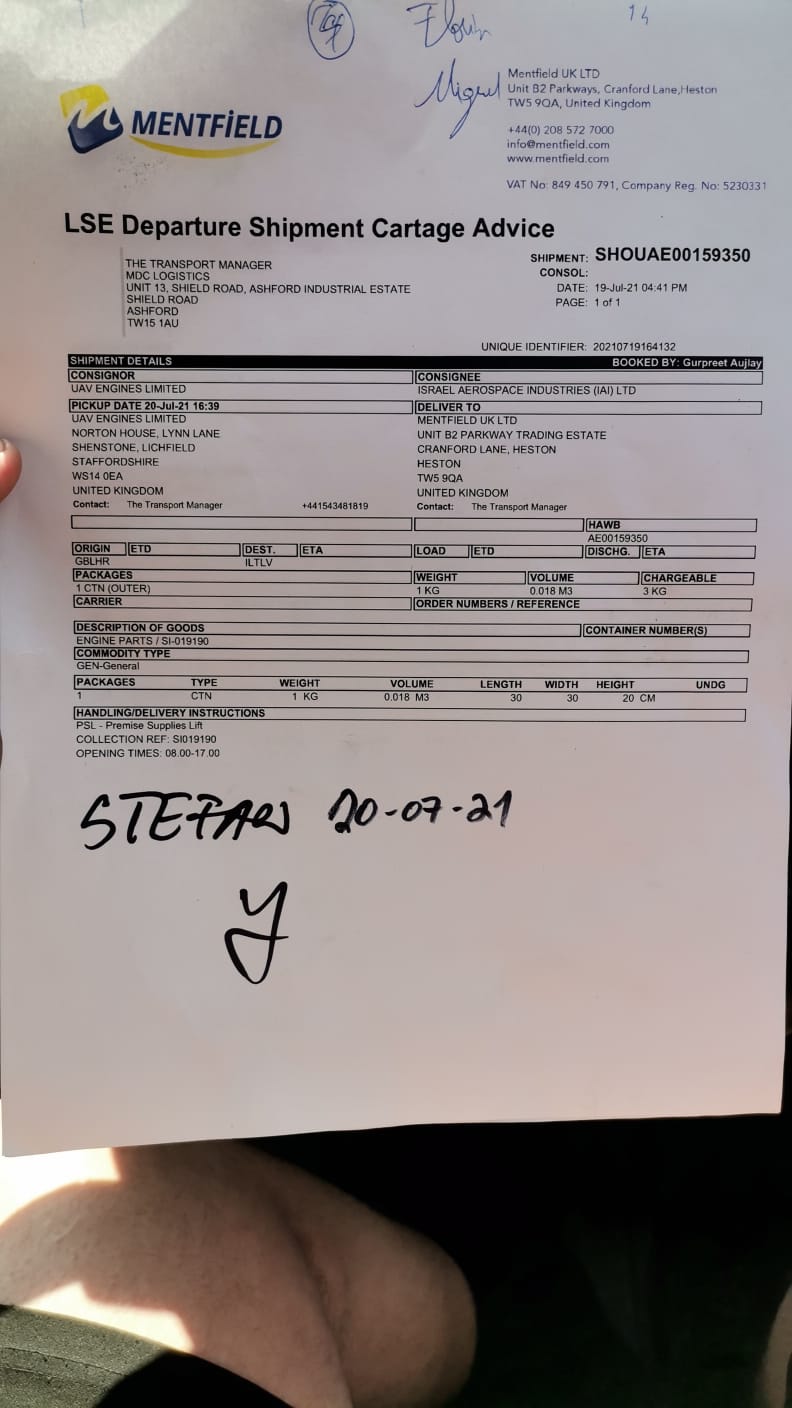 14
Miguel
MENTFiELD
Mentfield UK LTD
Unit B2 Parkways, Cranford Lane,Heston
TW5 9QA, United Kingdom
+44(0) 208 572 7000
info@mentfield.com
www.mentfield.com
VAT No: 849 450 791, Company Reg. No: 5230331
LSE Departure Shipment Cartage Advice
THE TRANSPORT MANAGER
MDC LOGISTICS
UNIT 13, SHIELD ROAD, ASHFORD INDUSTRIAL ESTATE
SHIELD ROAD
ASHFORD
TW15 1AU
SHIPMENT: SHOUAE00159350
CONSOL:
DATE: 19-Jul-21 04:41 PM
PAGE: 1 of 1
UNIQUE IDENTIFIER: 20210719164132
SHIPMENT DETAILS BOOKED BY: Gurpreet Aujlay
CONSIGNOR
UAV ENGINES LIMITED
CONSIGNEE
ISRAEL AEROSPACE INDUSTRIES (IAI) LTD
PICKUP DATE 20-Jul-21 16:39
UAV ENGINES LIMITED
NORTON HOUSE, LYNN LANE
SHENSTONE, LICHFIELD
STAFFORDSHIRE
WS14 0EA
UNITED KINGDOM
Contact: The Transport Manager +441543481819
DELIVER TO
MENTFIELD UK LTD
UNIT B2 PARKWAY TRADING ESTATE
CRANFORD LANE, HESTON
HESTON
TW5 9QA
UNITED KINGDOM
Contact: The Transport Manager
HAWB
AE00159350
ORIGIN ETD DEST. ETA LOAD ETD DISCHG. ETA
GBLHR ILTLV
PACKAGES WEIGHT VOLUME CHARGEABLE
1 CTN (OUTER) 1 KG 0.018 M3 3 KG
CARRIER ORDER NUMBERS / REFERENCE
DESCRIPTION OF GOODS CONTAINER NUMBER(S)
ENGINE PARTS / SI-019190
COMMODITY TYPE
GEN-General
PACKAGES TYPE WEIGHT VOLUME LENGTH WIDTH HEIGHT UNDG
1 CTN 1 KG 0.018 M3 30 30 20 CM
HANDLING/DELIVERY INSTRUCTIONS
PSL - Premise Supplies Lift
COLLECTION REF: SI019190
OPENING TIMES: 08.00-17.00
STEFAN 20-07-21